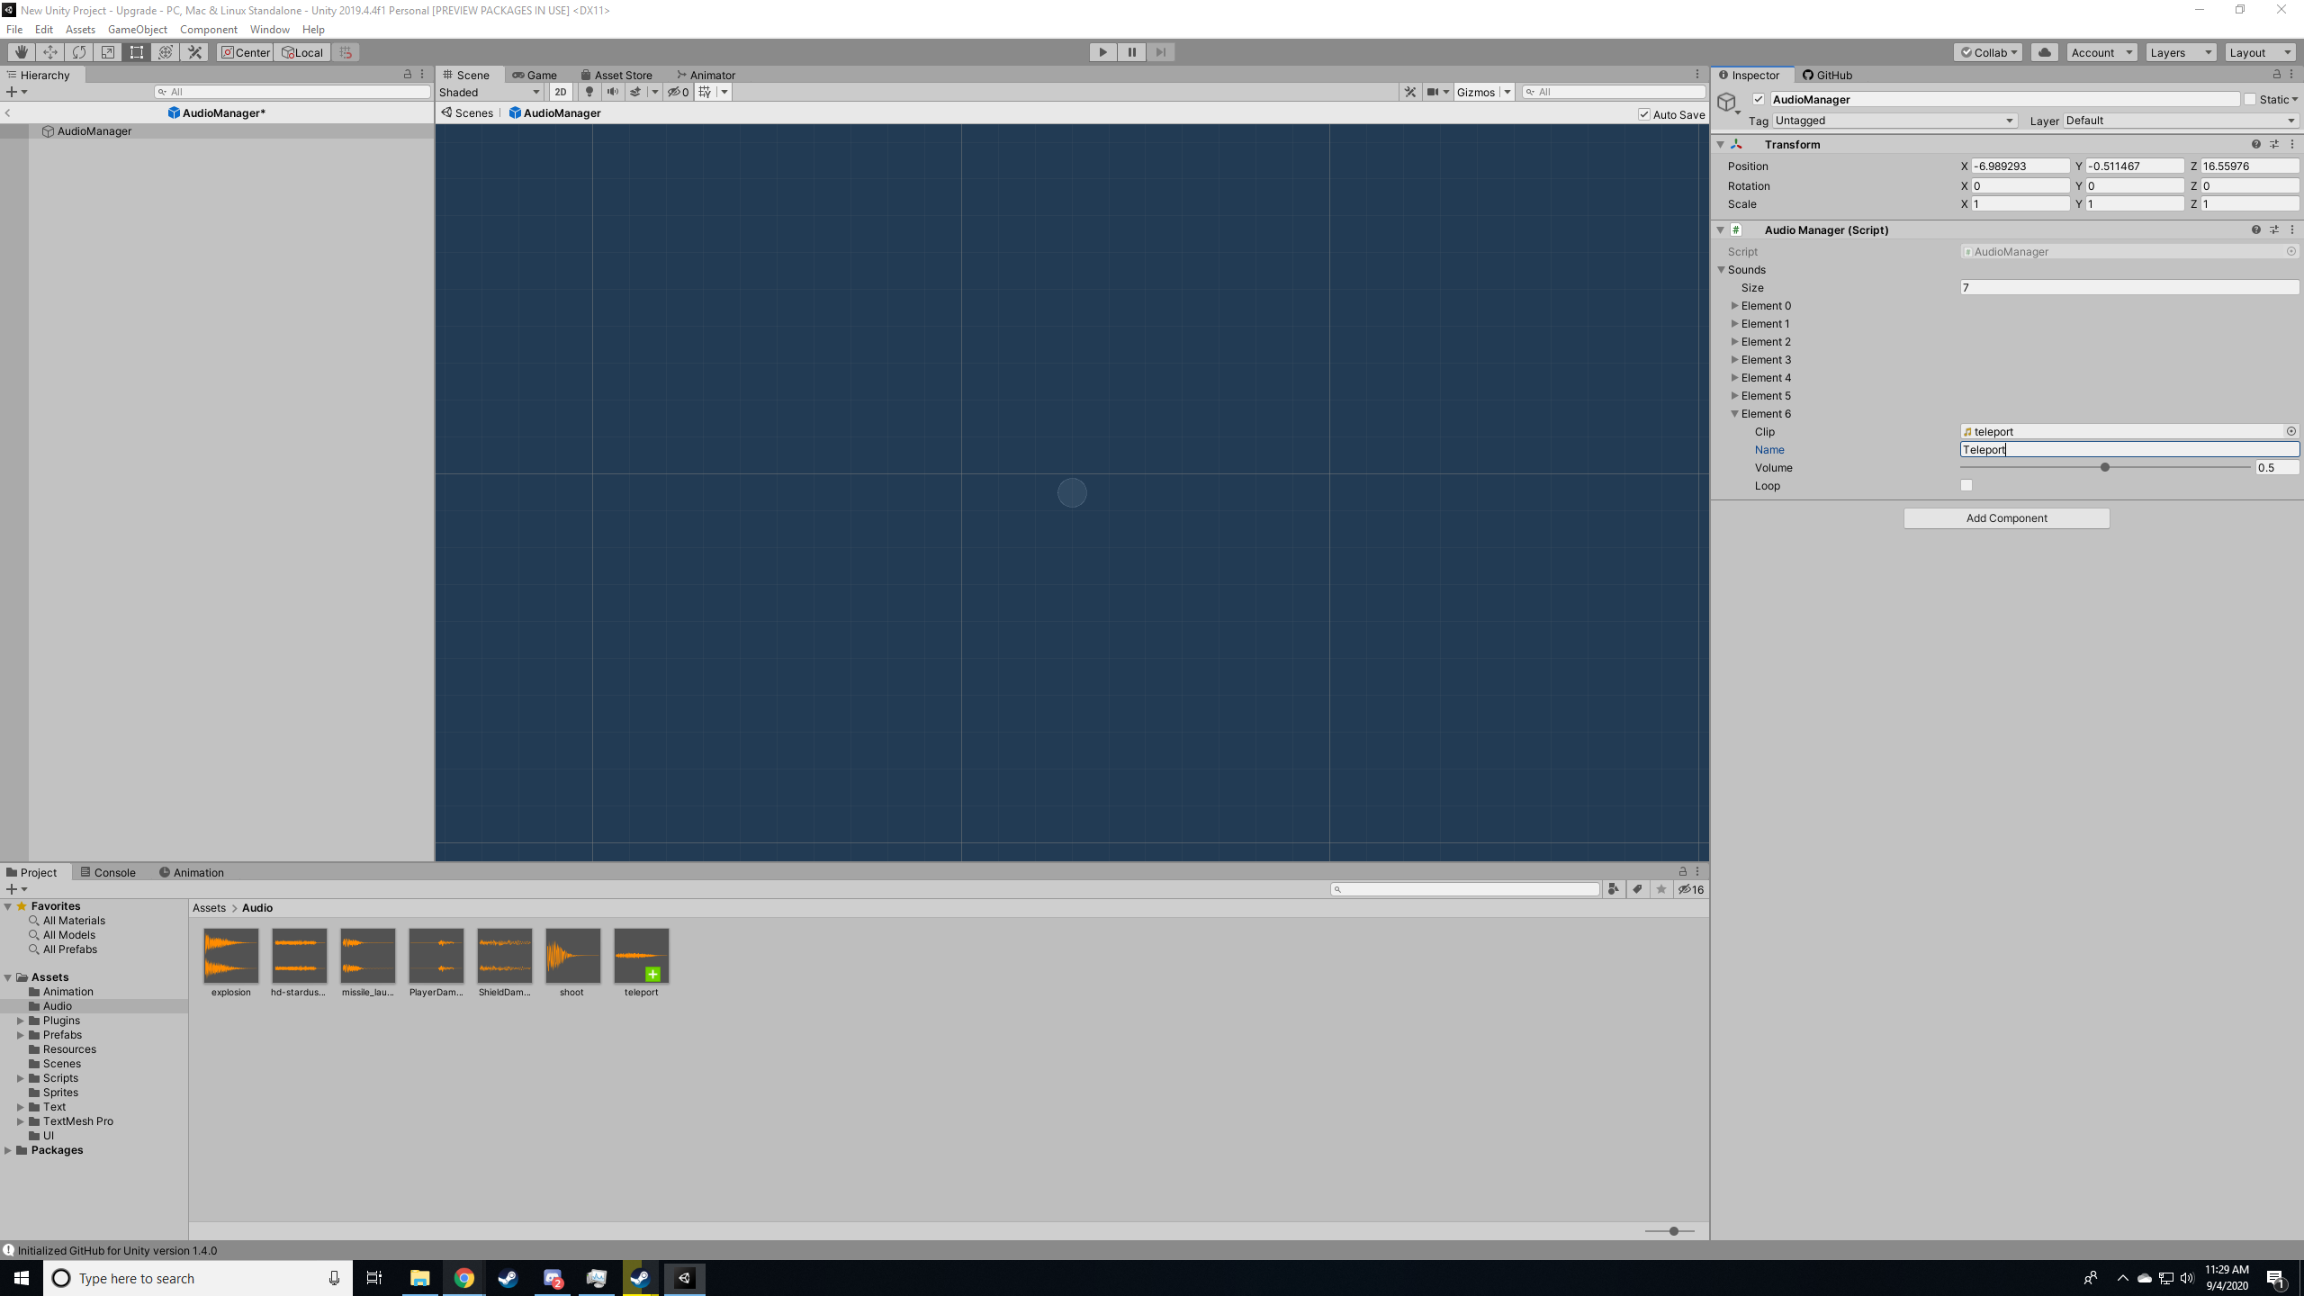 New Unity Project - Upgrade - PC, Mac & Linux Standalone - Unity 2019.4.4f1 Personal [PREVIEW PACKAGES IN USE] <DX11>
File Edit Assets GameObject Component Window Help
Center Local Collab Account Layers Layout
Hierarchy Scene Game Asset Store Animator Inspector GitHub
All Shaded 2D 0 Gizmos All
AudioManager*
Scenes AudioManager Auto Save
AudioManager
AudioManager Static
Tag Untagged Layer Default
Transform
Position X -6.989293 Y -0.511467 Z 16.55976
Rotation X 0 Y 0 Z 0
Scale X 1 Y 1 Z 1
Audio Manager (Script)
Script AudioManager
Sounds
Size 7
Element 0
Element 1
Element 2
Element 3
Element 4
Element 5
Element 6
Clip teleport
Name Teleport
Volume 0.5
Loop
Add Component
Project Console Animation
16
Favorites
All Materials
All Models
All Prefabs
Assets
Animation
Audio
Plugins
Prefabs
Resources
Scenes
Scripts
Sprites
Text
TextMesh Pro
UI
Packages
Assets > Audio
explosion hd-stardus... missile_lau... PlayerDam... ShieldDam... shoot teleport
Initialized GitHub for Unity version 1.4.0
Type here to search
2
11:29 AM
9/4/2020
1